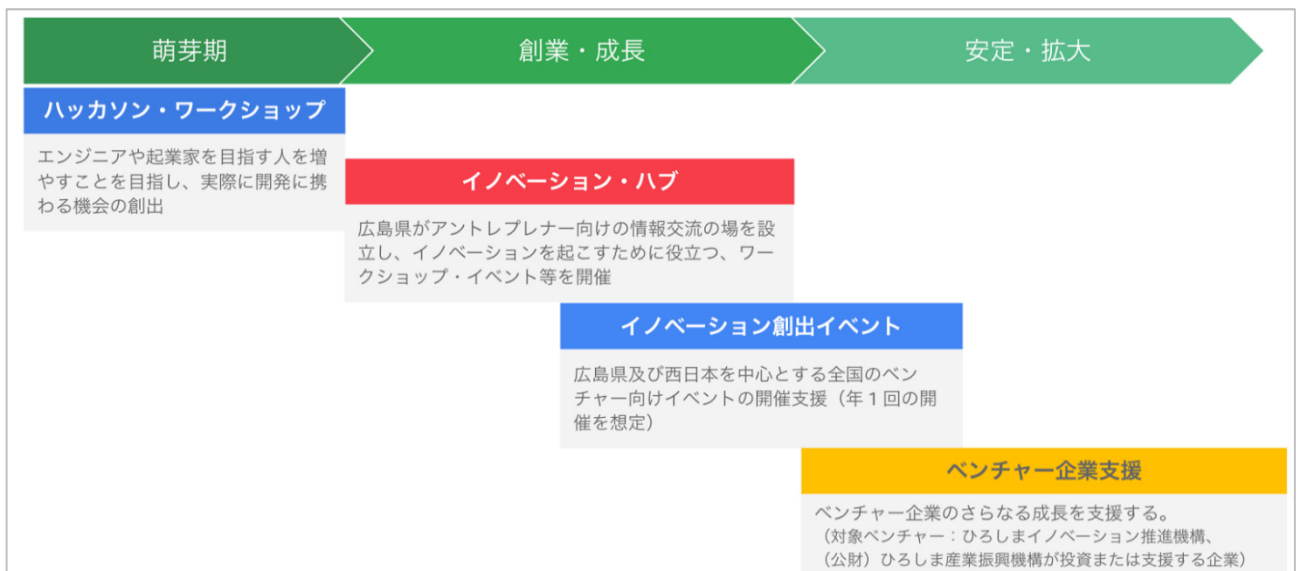 萌芽期
創業・成長
安定・拡大
ハッカソン・ワークショップ
エンジニアや起業家を目指す人を増
やすことを目指し、実際に開発に携
わる機会の創出
イノベーション・ハブ
広島県がアントレプレナー向けの情報交流の場を設
立し、イノベーションを起こすために役立つ、ワー
クショップ・イベント等を開催
イノベーション創出イベント
広島県及び西日本を中心とする全国のベン
チャー向けイベントの開催支援（年１回の開
催を想定）
ベンチャー企業支援
ベンチャー企業のさらなる成長を支援する。
（対象ベンチャー：ひろしまイノベーション推進機構、
（公財）ひろしま産業振興機構が投資または支援する企業）